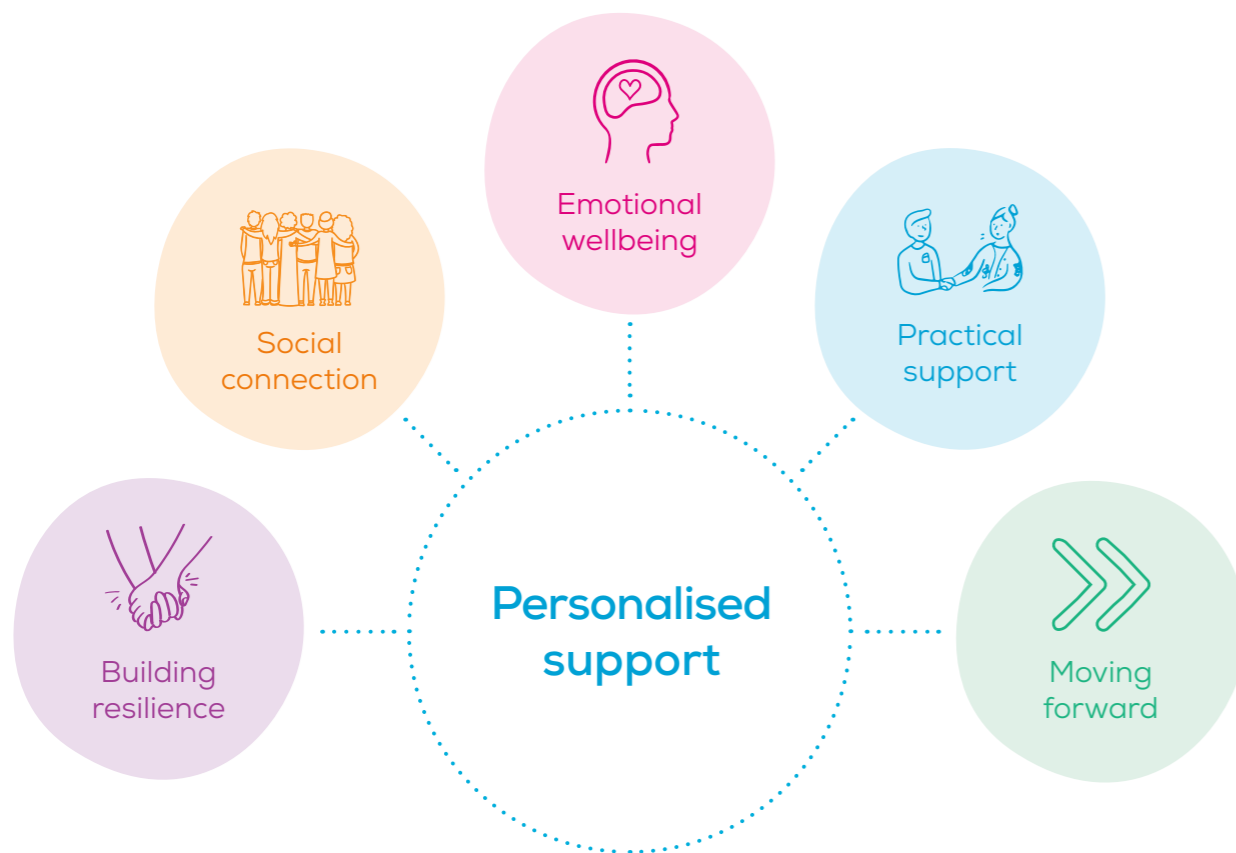 Emotional
wellbeing
Social
connection
Practical
support
Building
resilience
Personalised
support
Moving
forward